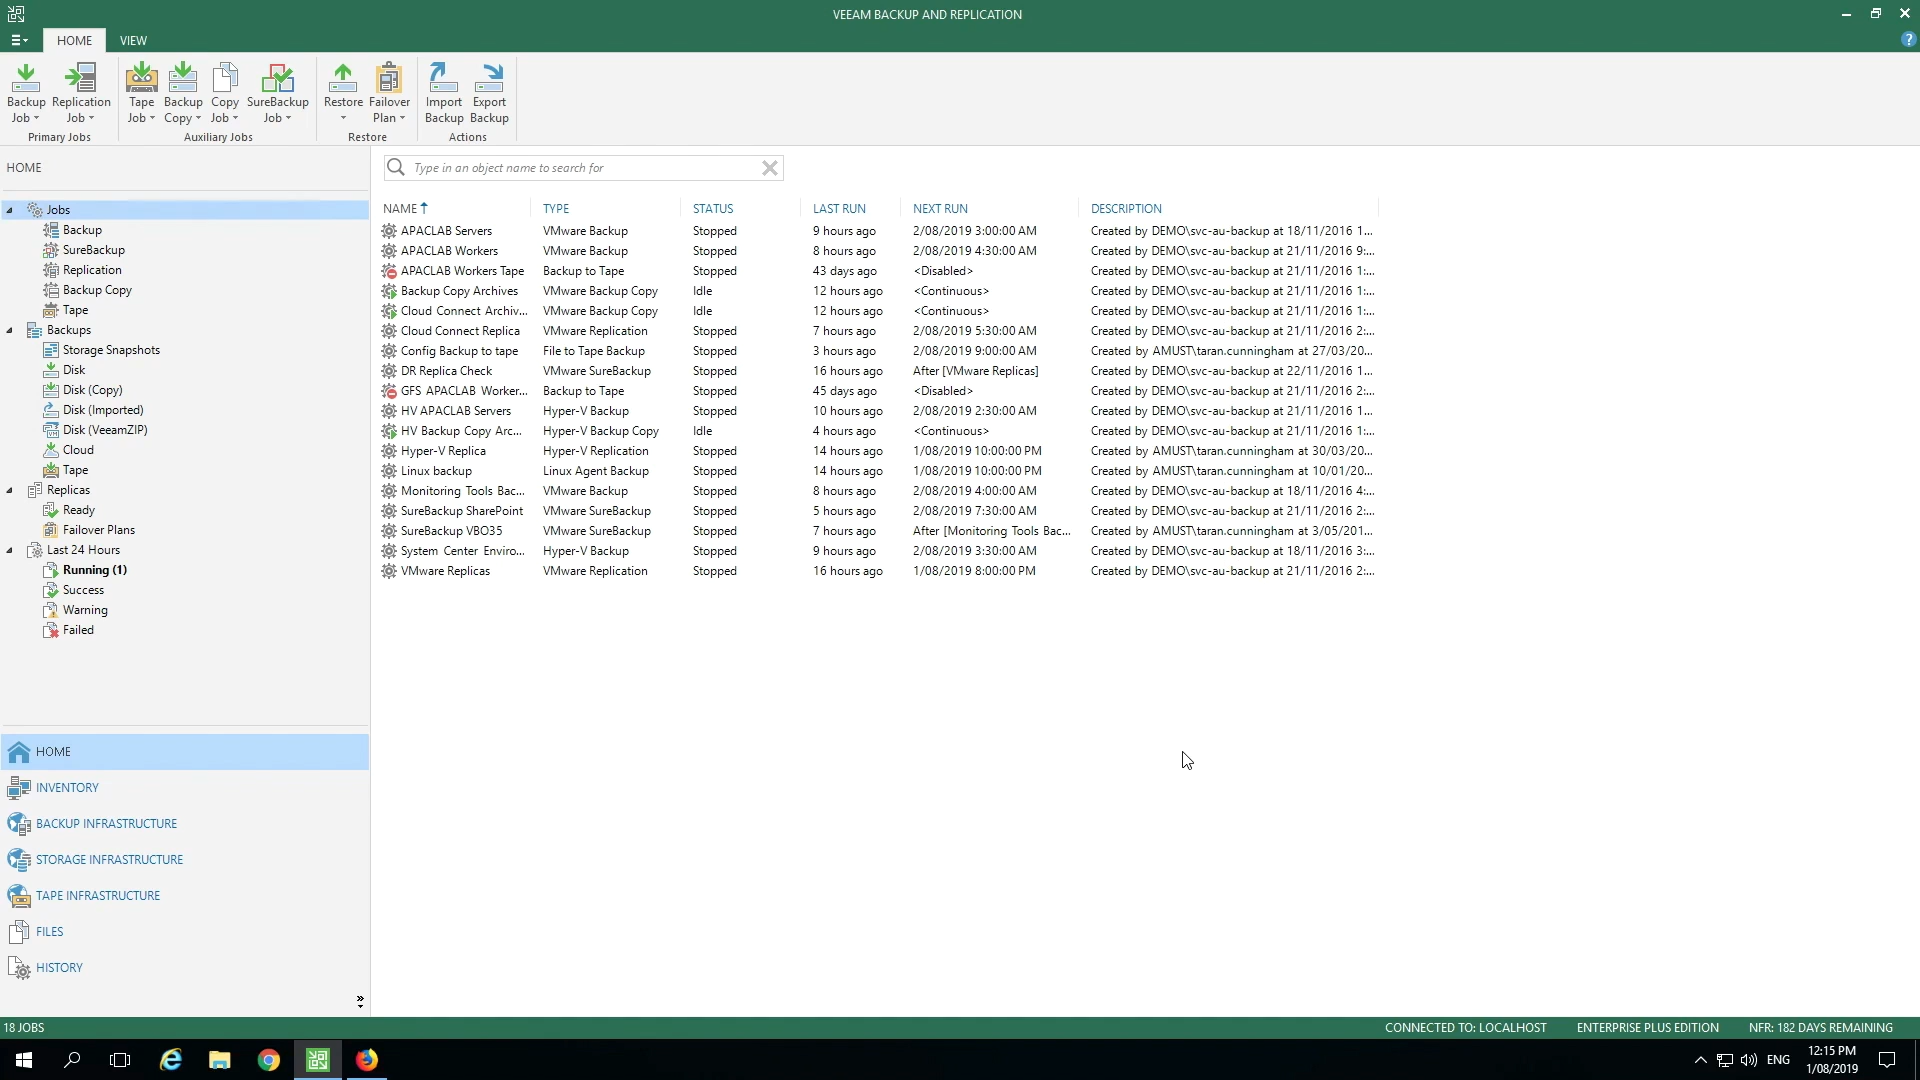 VEEAM BACKUP AND REPLICATION
HOME VIEW
Backup Job Replication Job Tape Job Backup Copy Copy Job SureBackup Job Restore Failover Plan Import Backup Export Backup
Primary Jobs Auxiliary Jobs Restore Actions
HOME
Type in an object name to search for
Jobs
Backup
SureBackup
Replication
Backup Copy
Tape
Backups
Storage Snapshots
Disk
Disk (Copy)
Disk (Imported)
Disk (VeeamZIP)
Cloud
Tape
Replicas
Ready
Failover Plans
Last 24 Hours
Running (1)
Success
Warning
Failed
HOME
INVENTORY
BACKUP INFRASTRUCTURE
STORAGE INFRASTRUCTURE
TAPE INFRASTRUCTURE
FILES
HISTORY
NAME TYPE STATUS LAST RUN NEXT RUN DESCRIPTION
APACLAB Servers VMware Backup Stopped 9 hours ago 2/08/2019 3:00:00 AM Created by DEMO\svc-au-backup at 18/11/2016 1...
APACLAB Workers VMware Backup Stopped 8 hours ago 2/08/2019 4:30:00 AM Created by DEMO\svc-au-backup at 21/11/2016 9:...
APACLAB Workers Tape Backup to Tape Stopped 43 days ago <Disabled> Created by DEMO\svc-au-backup at 21/11/2016 1:...
Backup Copy Archives VMware Backup Copy Idle 12 hours ago <Continuous> Created by DEMO\svc-au-backup at 21/11/2016 1:...
Cloud Connect Archiv... VMware Backup Copy Idle 12 hours ago <Continuous> Created by DEMO\svc-au-backup at 21/11/2016 1:...
Cloud Connect Replica VMware Replication Stopped 7 hours ago 2/08/2019 5:30:00 AM Created by DEMO\svc-au-backup at 21/11/2016 2:...
Config Backup to tape File to Tape Backup Stopped 3 hours ago 2/08/2019 9:00:00 AM Created by AMUST\taran.cunningham at 27/03/20...
DR Replica Check VMware SureBackup Stopped 16 hours ago After [VMware Replicas] Created by DEMO\svc-au-backup at 22/11/2016 1...
GFS APACLAB Worker... Backup to Tape Stopped 45 days ago <Disabled> Created by DEMO\svc-au-backup at 21/11/2016 2:...
HV APACLAB Servers Hyper-V Backup Stopped 10 hours ago 2/08/2019 2:30:00 AM Created by DEMO\svc-au-backup at 21/11/2016 1...
HV Backup Copy Arc... Hyper-V Backup Copy Idle 4 hours ago <Continuous> Created by DEMO\svc-au-backup at 21/11/2016 1:...
Hyper-V Replica Hyper-V Replication Stopped 14 hours ago 1/08/2019 10:00:00 PM Created by AMUST\taran.cunningham at 30/03/20...
Linux backup Linux Agent Backup Stopped 14 hours ago 1/08/2019 10:00:00 PM Created by AMUST\taran.cunningham at 10/01/20...
Monitoring Tools Bac... VMware Backup Stopped 8 hours ago 2/08/2019 4:00:00 AM Created by DEMO\svc-au-backup at 18/11/2016 4:...
SureBackup SharePoint VMware SureBackup Stopped 5 hours ago 2/08/2019 7:30:00 AM Created by DEMO\svc-au-backup at 21/11/2016 2:...
SureBackup VBO35 VMware SureBackup Stopped 7 hours ago After [Monitoring Tools Bac... Created by AMUST\taran.cunningham at 3/05/201...
System Center Enviro... Hyper-V Backup Stopped 9 hours ago 2/08/2019 3:30:00 AM Created by DEMO\svc-au-backup at 18/11/2016 3:...
VMware Replicas VMware Replication Stopped 16 hours ago 1/08/2019 8:00:00 PM Created by DEMO\svc-au-backup at 21/11/2016 2:...
18 JOBS CONNECTED TO: LOCALHOST ENTERPRISE PLUS EDITION NFR: 182 DAYS REMAINING
ENG 12:15 PM
1/08/2019